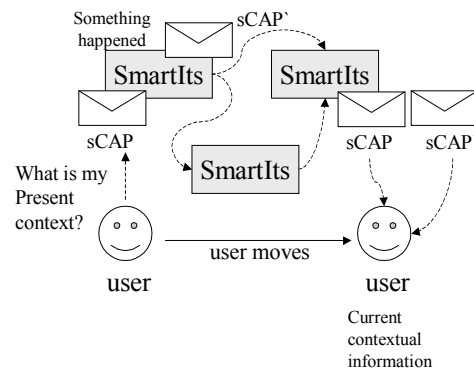 Something
happened
sCAP`
SmartIts
SmartIts
sCAP
sCAP
sCAP
What is my
Present
context?
SmartIts
user moves
user
user
Current
contextual
information